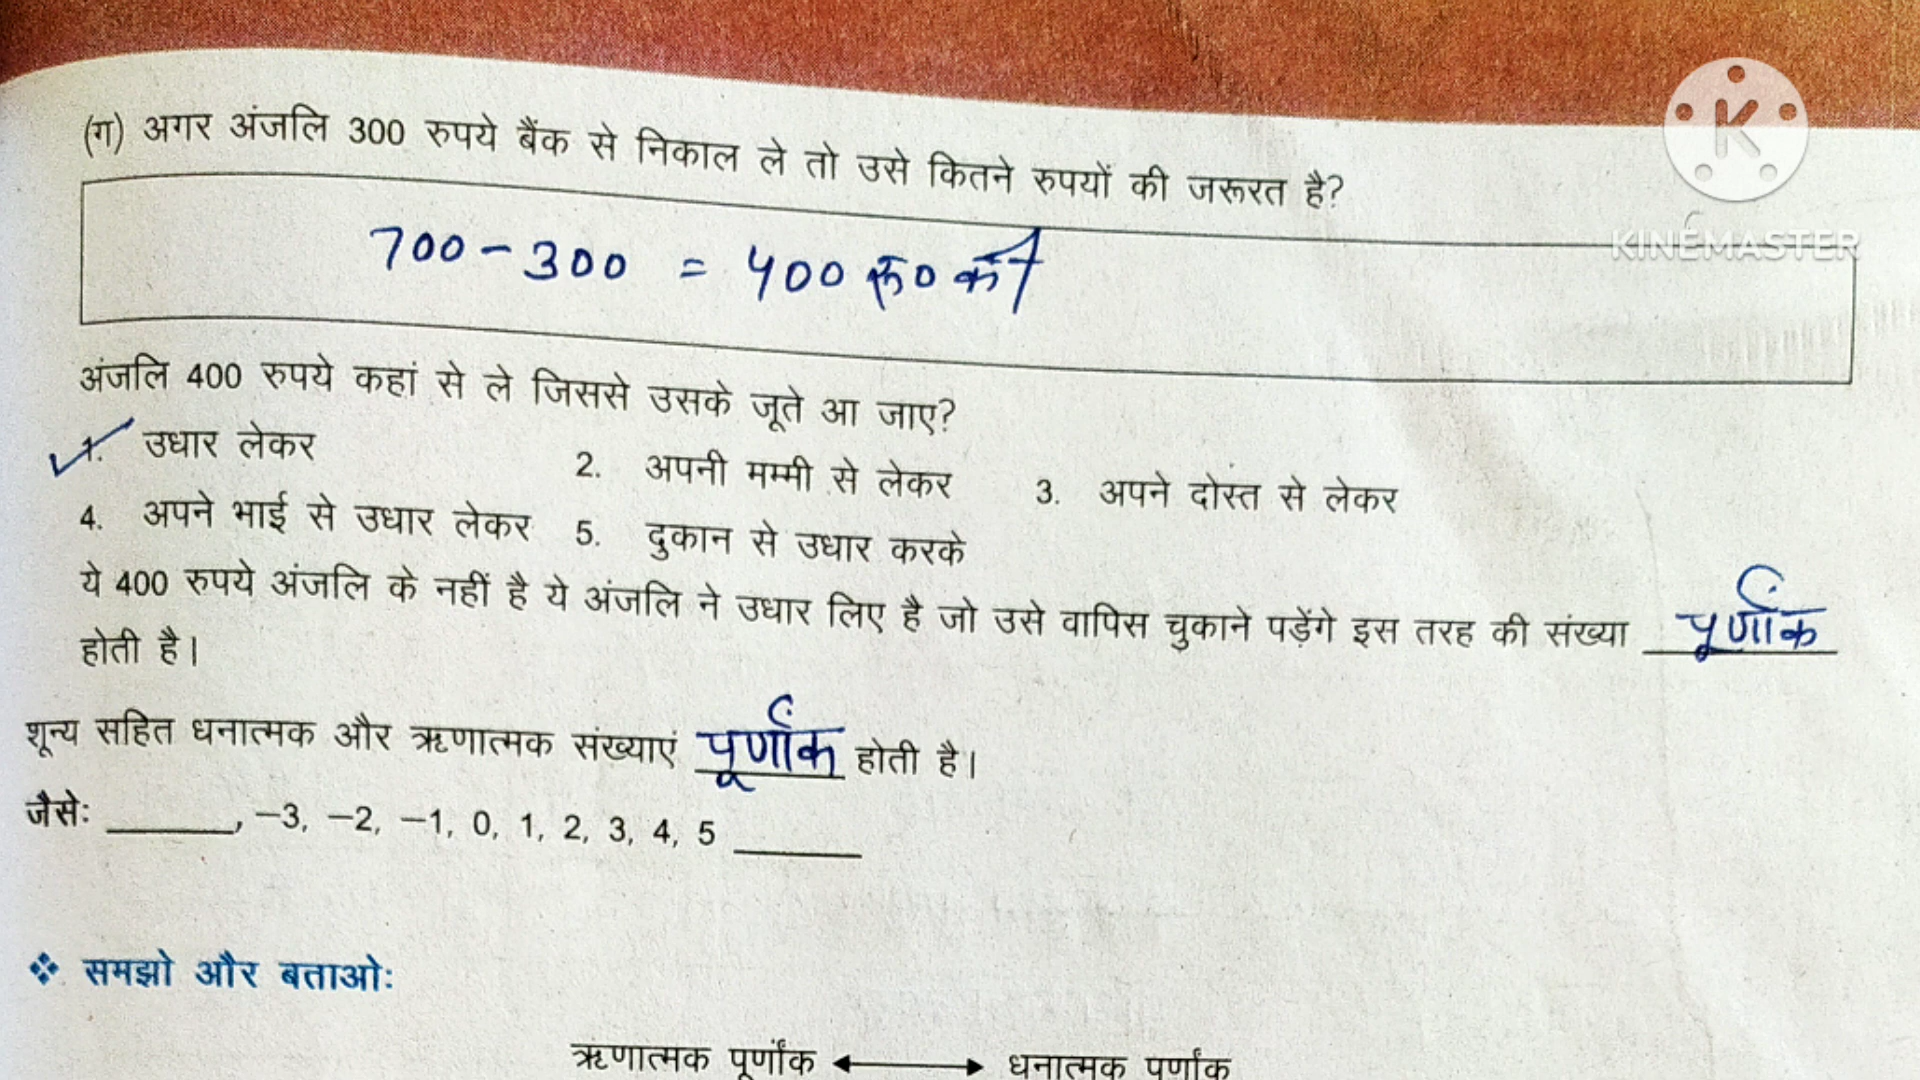 (ग) अगर अंजलि 300 रुपये बैंक से निकाल ले तो उसे कितने रुपयों की जरूरत है?
700 - 300 = 400 रू0 की
अंजलि 400 रुपये कहां से ले जिससे उसके जूते आ जाए?
1. उधार लेकर 2. अपनी मम्मी से लेकर 3. अपने दोस्त से लेकर
4. अपने भाई से उधार लेकर 5. दुकान से उधार करके
ये 400 रुपये अंजलि के नहीं है ये अंजलि ने उधार लिए है जो उसे वापिस चुकाने पड़ेंगे इस तरह की संख्या पूर्णांक
होती है।
शून्य सहित धनात्मक और ऋणात्मक संख्याएं पूर्णांक होती है।
जैसेः ______, –3, –2, –1, 0, 1, 2, 3, 4, 5 ______
❖ समझो और बताओः
ऋणात्मक पूर्णांक ⟷ धनात्मक पूर्णांक
K
KINEMASTER